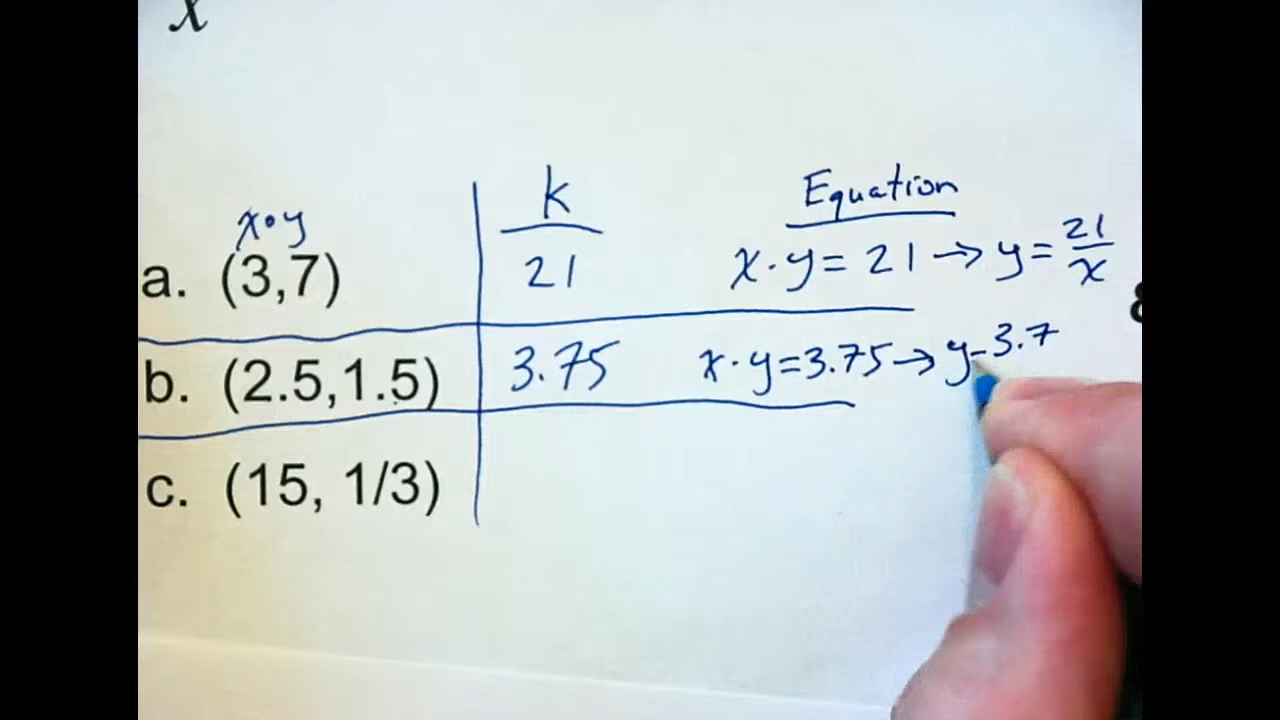 x
k
Equation
x•y
a. (3,7)
21
x·y=21→y=21/x
b. (2.5,1.5)
3.75
x·y=3.75→y-3.7
c. (15, 1/3)